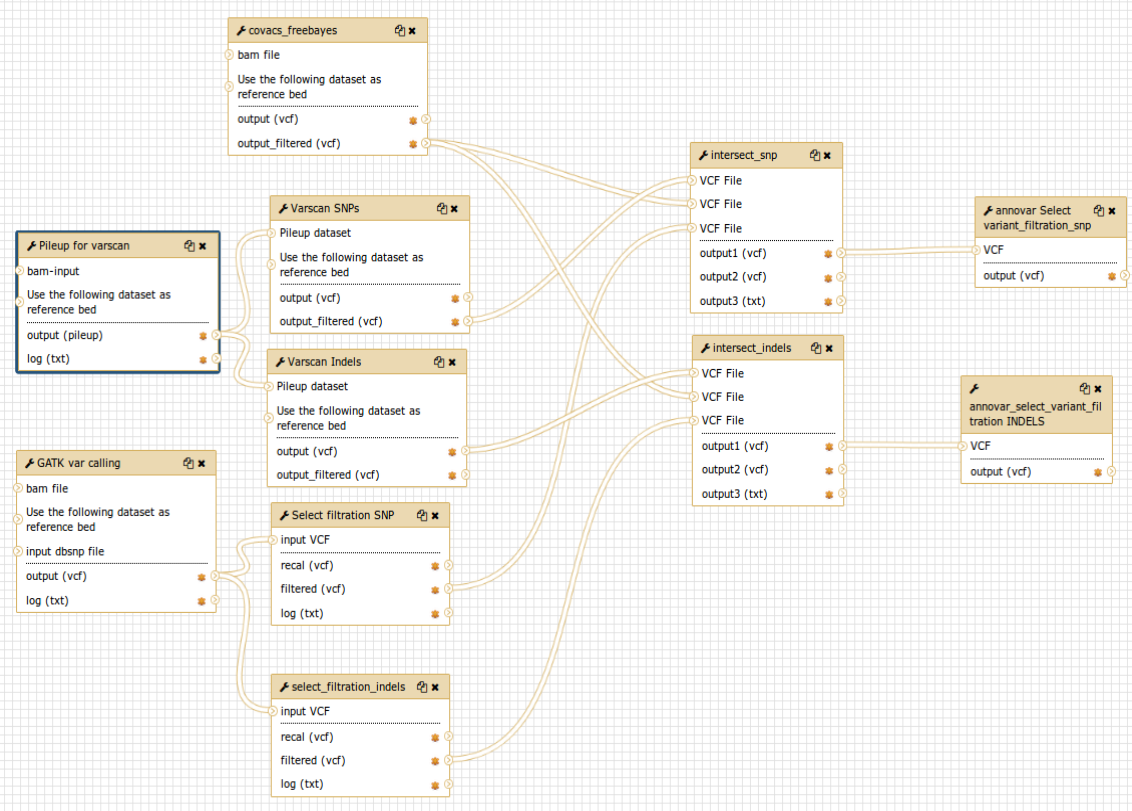 covacs_freebayes
bam file
Use the following dataset as
reference bed
output (vcf)
output_filtered (vcf)
Varscan SNPs
Pileup dataset
Use the following dataset as
reference bed
output (vcf)
output_filtered (vcf)
Pileup for varscan
bam-input
Use the following dataset as
reference bed
output (pileup)
log (txt)
Varscan Indels
Pileup dataset
Use the following dataset as
reference bed
output (vcf)
output_filtered (vcf)
GATK var calling
bam file
Use the following dataset as
reference bed
input dbsnp file
output (vcf)
log (txt)
Select filtration SNP
input VCF
recal (vcf)
filtered (vcf)
log (txt)
select_filtration_indels
input VCF
recal (vcf)
filtered (vcf)
log (txt)
intersect_snp
VCF File
VCF File
VCF File
output1 (vcf)
output2 (vcf)
output3 (txt)
intersect_indels
VCF File
VCF File
VCF File
output1 (vcf)
output2 (vcf)
output3 (txt)
annovar Select
variant_filtration_snp
VCF
output (vcf)
annovar_select_variant_fil
tration INDELS
VCF
output (vcf)